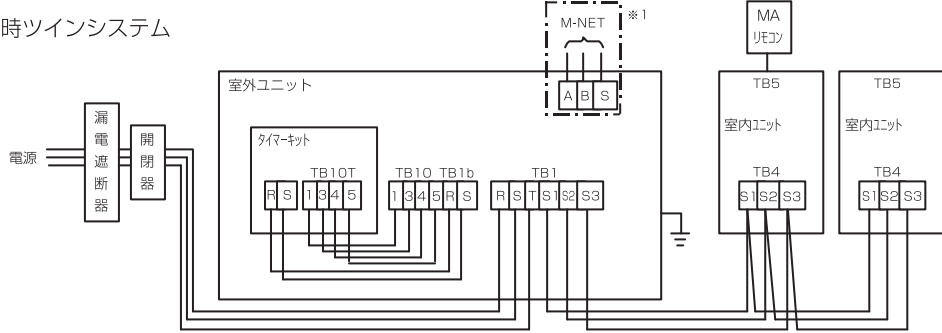 時ツインシステム
M-NET
※1
A B S
MA
リモコン
室外ユニット
TB5
室内ユニット
TB5
室内ユニット
漏電遮断器
開閉器
電源
タイマーキット
TB10T
TB10
TB1b
TB1
TB4
TB4
R S
1 3 4 5
1 3 4 5 R S
R S T S1 S2 S3
S1 S2 S3
S1 S2 S3